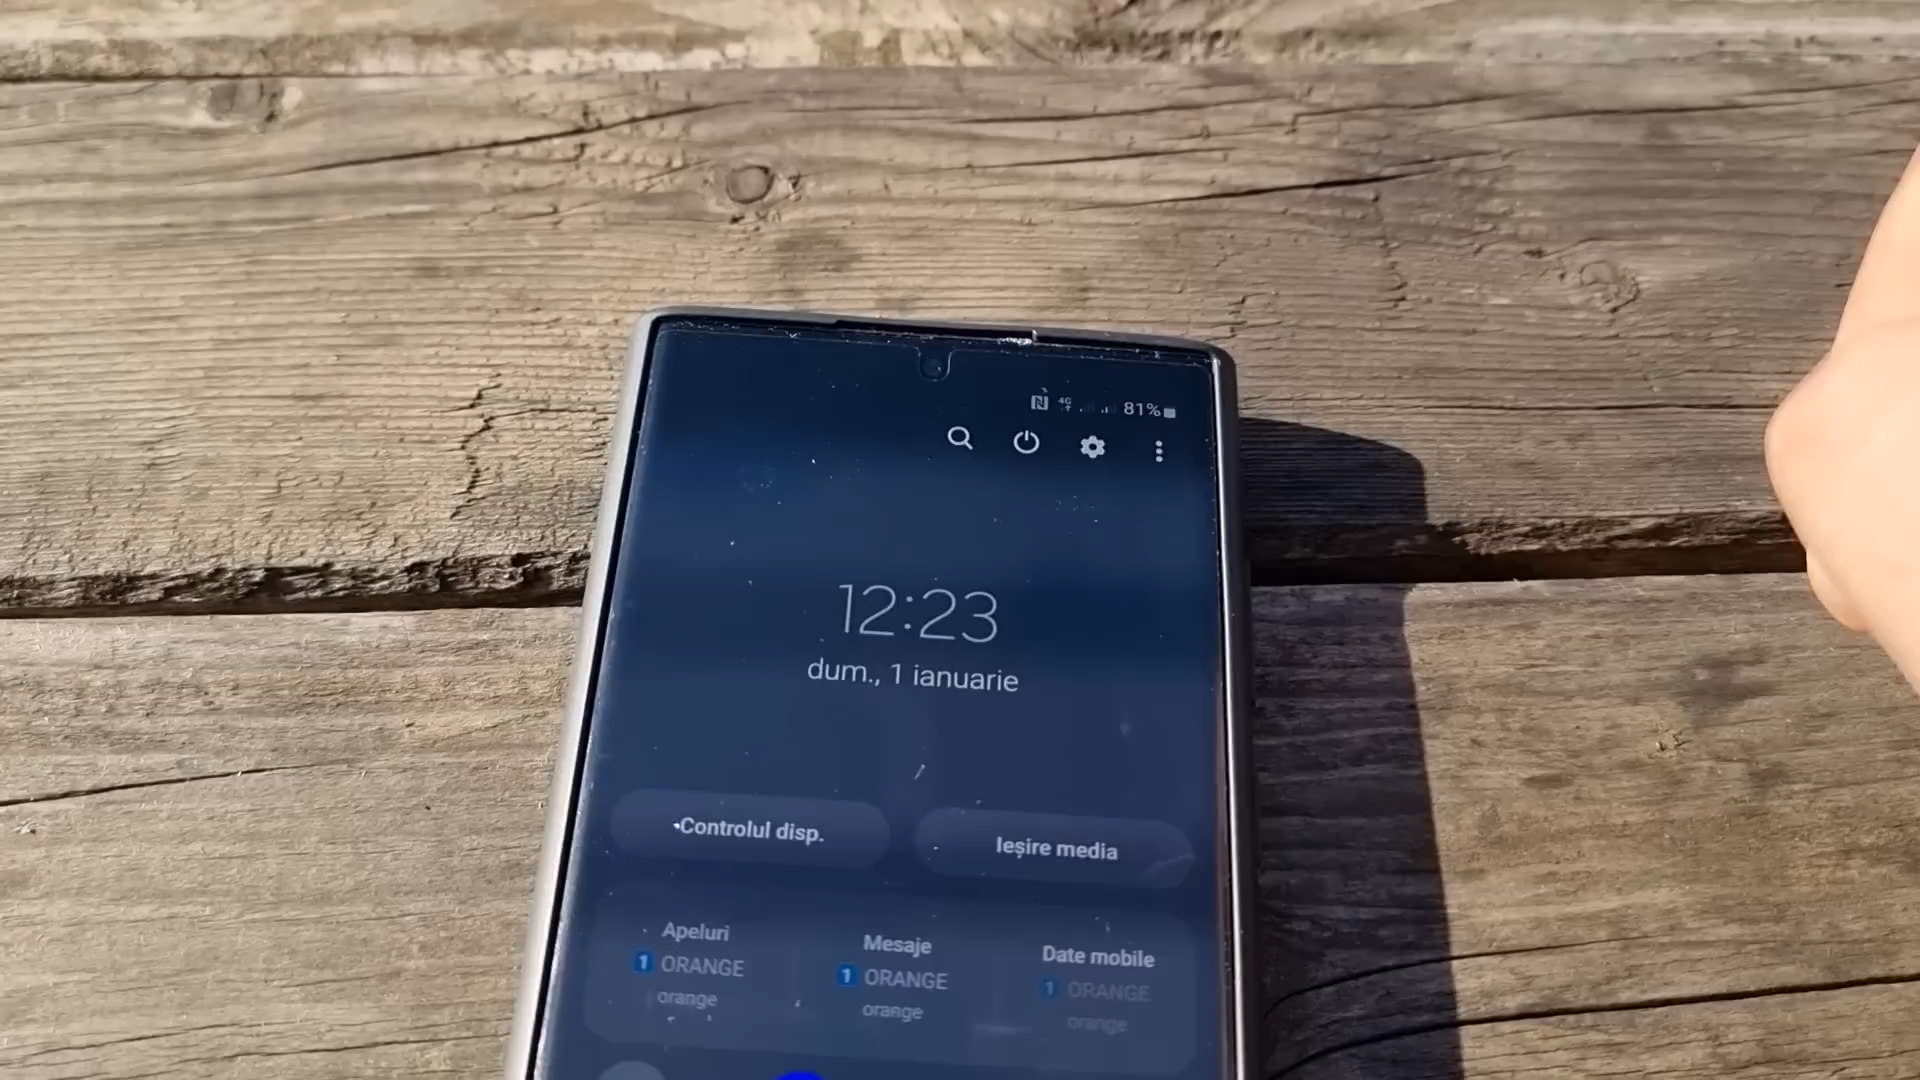 4G 81%
12:23
dum., 1 ianuarie
Controlul disp. Ieșire media
Apeluri Mesaje Date mobile
1 ORANGE 1 ORANGE 1 ORANGE
orange orange orange